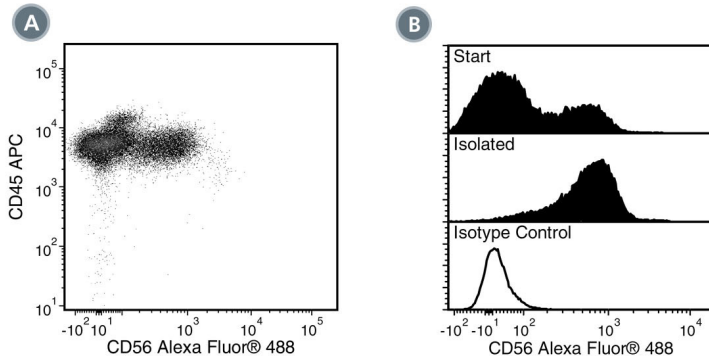 A
CD45 APC
10^5
10^4
10^3
10^2
10^1
-10^2 10^1 10^3 10^4 10^5
CD56 Alexa Fluor® 488
B
Start
Isolated
Isotype Control
-10^2 -10^1 10^2 10^3 10^4
CD56 Alexa Fluor® 488